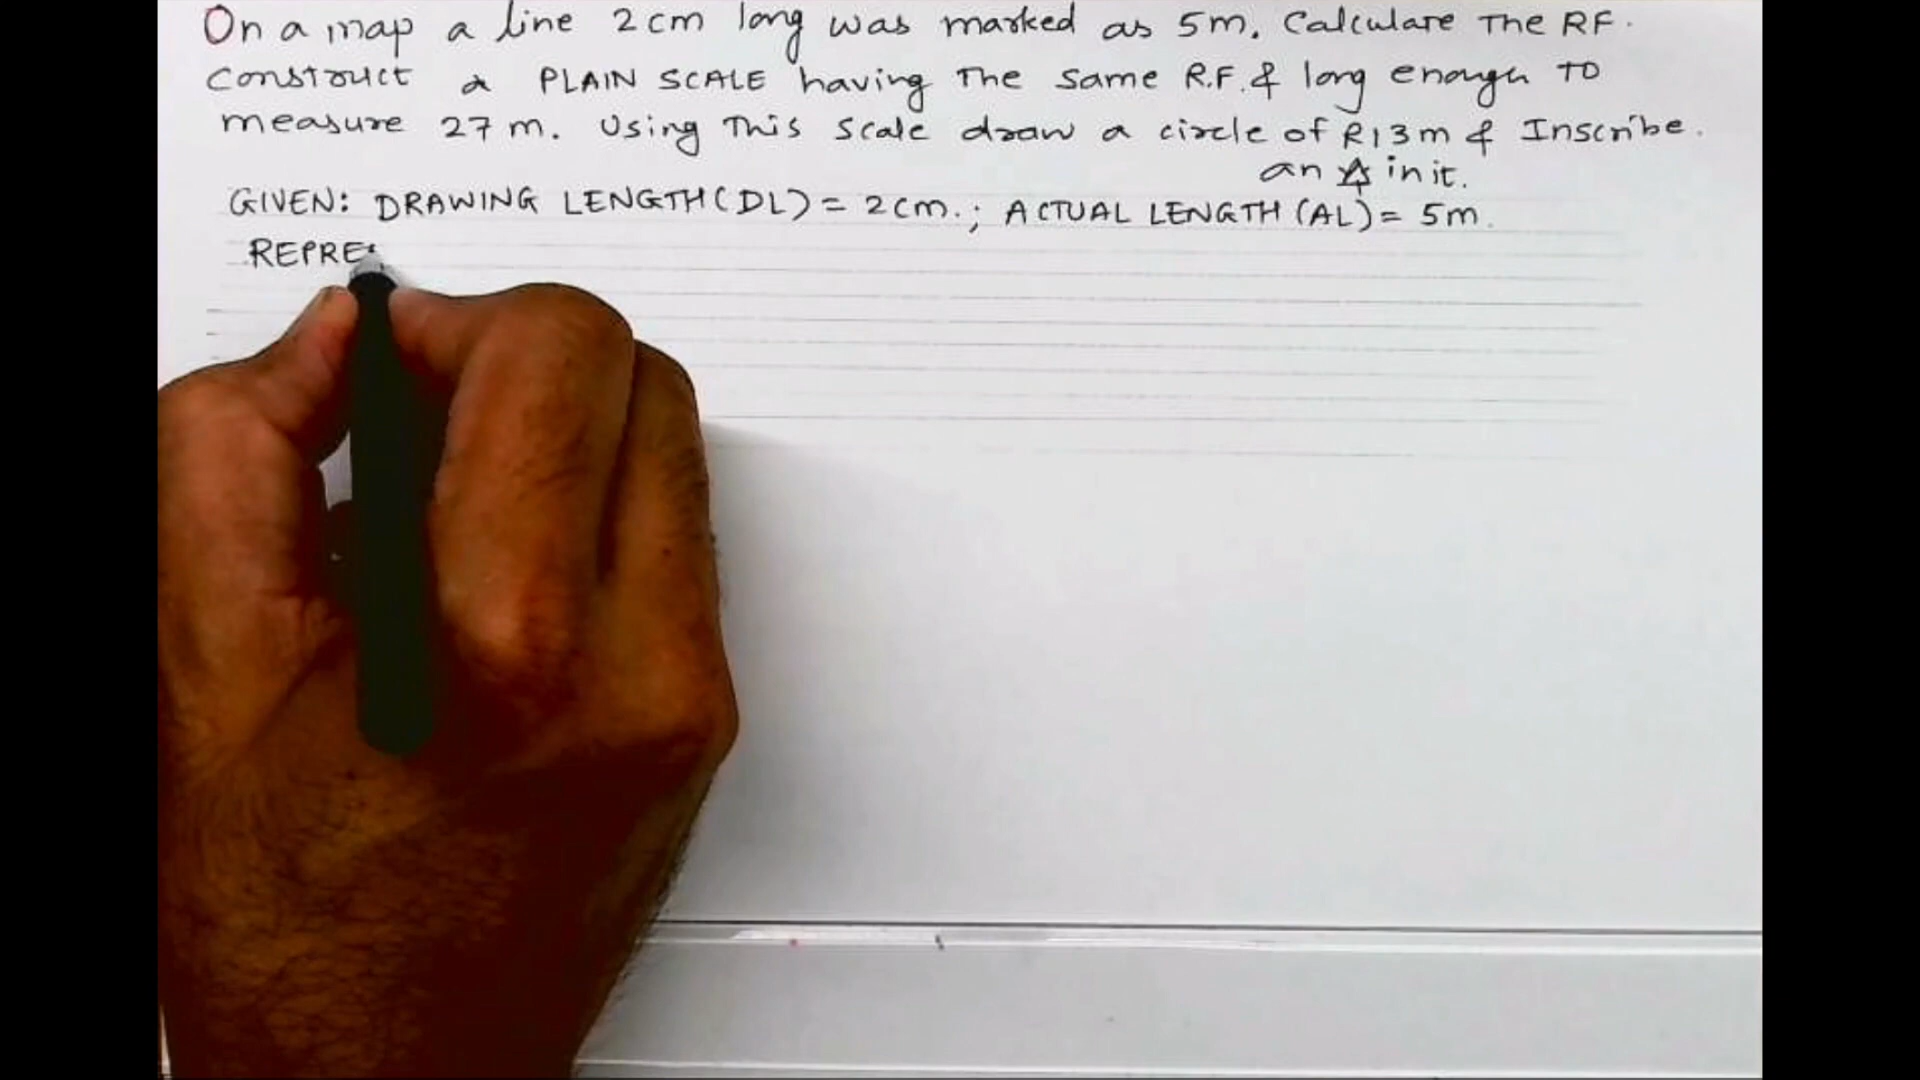 On a map a line 2cm long was marked as 5m. Calculate The RF.
Construct a PLAIN SCALE having The same R.F. & long enough TO
measure 27m. Using This scale draw a circle of R13m & Inscribe.
an in it.
GIVEN: DRAWING LENGTH(DL) = 2cm.; ACTUAL LENGTH (AL)= 5m.
REPRE